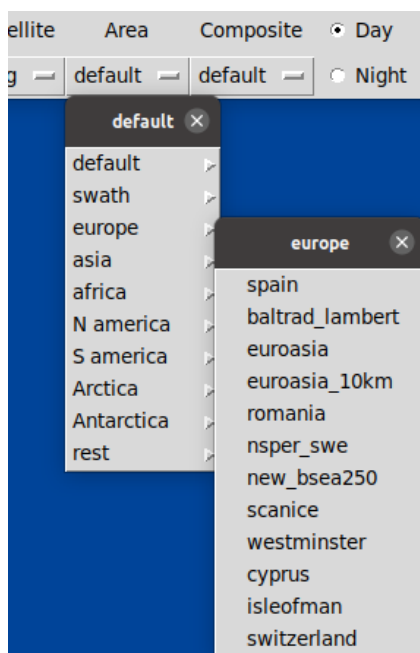 ellite Area Composite Day
g default default Night
default
default
swath
europe
asia
africa
N america
S america
Arctica
Antarctica
rest
europe
spain
baltrad_lambert
euroasia
euroasia_10km
romania
nsper_swe
new_bsea250
scanice
westminster
cyprus
isleofman
switzerland